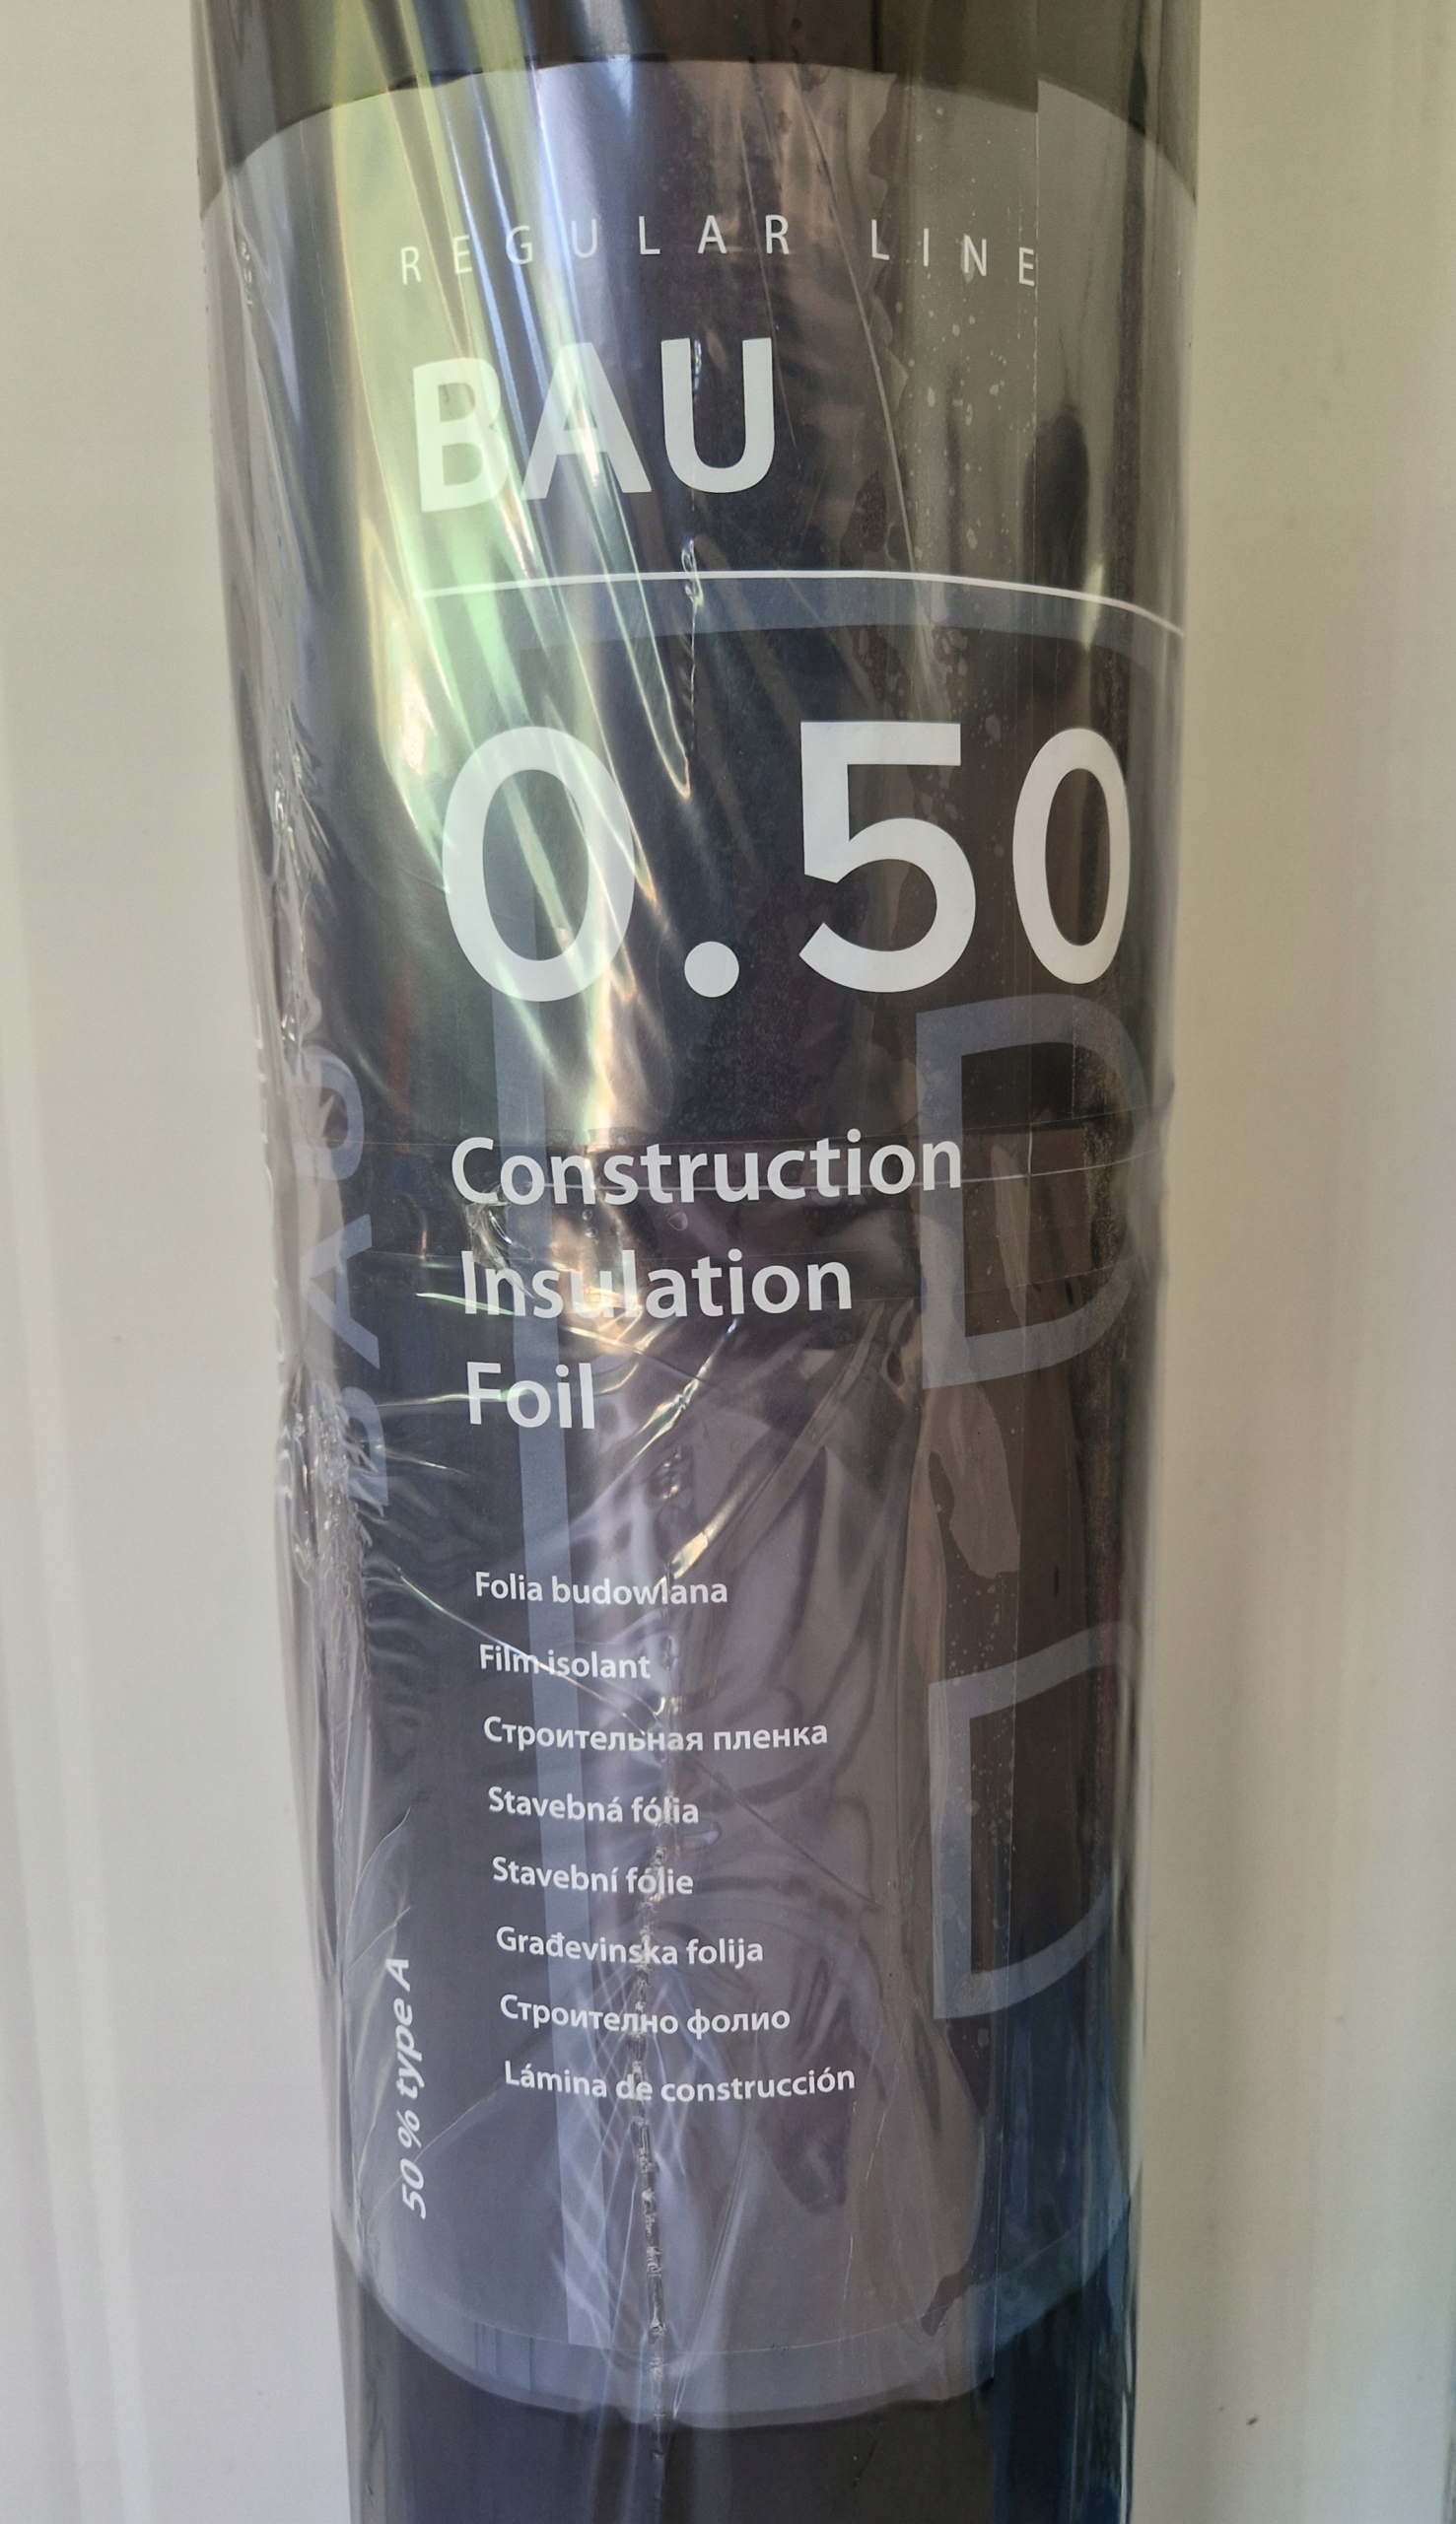 REGULAR LINE
BAU
0.50
Construction
Insulation
Foil
Folia budowlana
Film isolant
Строительная пленка
Stavebná fólia
Stavební fólie
Građevinska folija
Строително фолио
Lámina de construcción
BAU
50 % type A